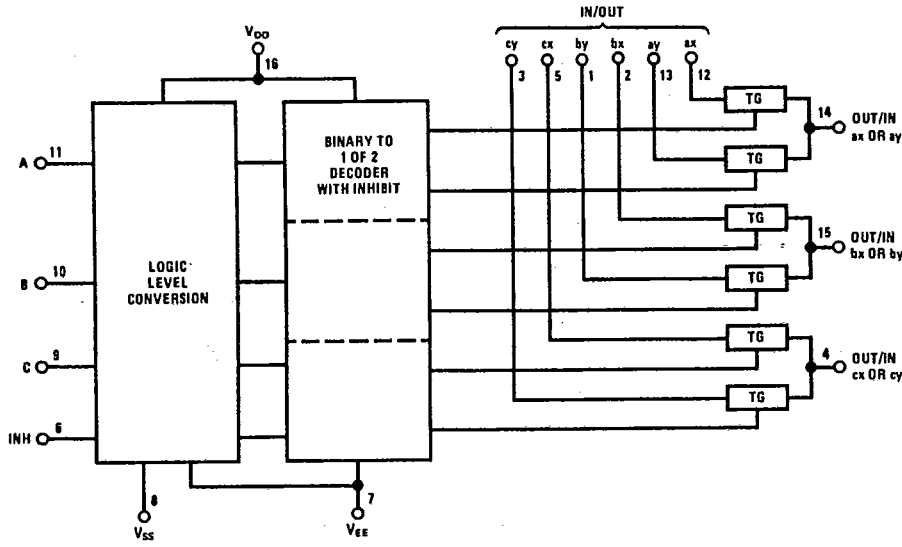 IN/OUT
cy cx by bx ay ax
3 5 1 2 13 12
VDD
16
TG
14
OUT/IN
ax OR ay
TG
BINARY TO
1 OF 2
DECODER
WITH INHIBIT
A 11
TG
15
OUT/IN
bx OR by
TG
B 10
LOGIC
LEVEL
CONVERSION
TG
4
OUT/IN
cx OR cy
TG
C 9
INH 6
8
VSS
7
VEE